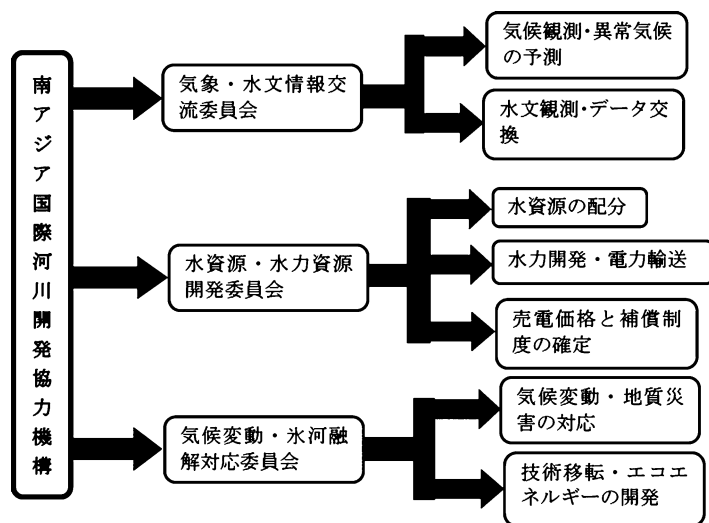 南アジア国際河川開発協力機構
気象・水文情報交
流委員会
気候観測・異常気候
の予測
水文観測・データ交
換
水資源・水力資源
開発委員会
水資源の配分
水力開発・電力輸送
売電価格と補償制
度の確定
気候変動・氷河融
解対応委員会
気候変動・地質災
害の対応
技術移転・エコエ
ネルギーの開発